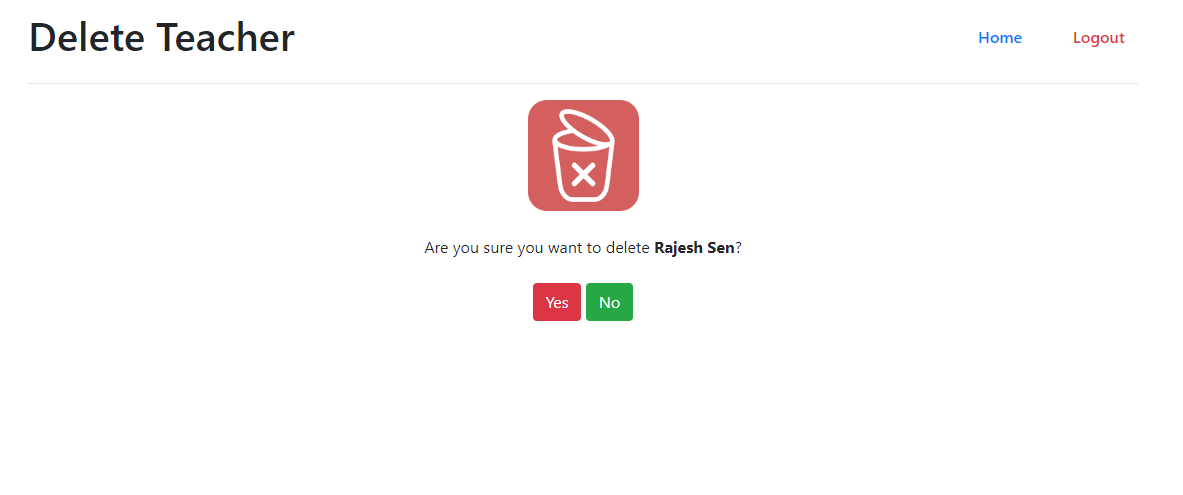 Delete Teacher
Home
Logout
Are you sure you want to delete Rajesh Sen?
Yes
No